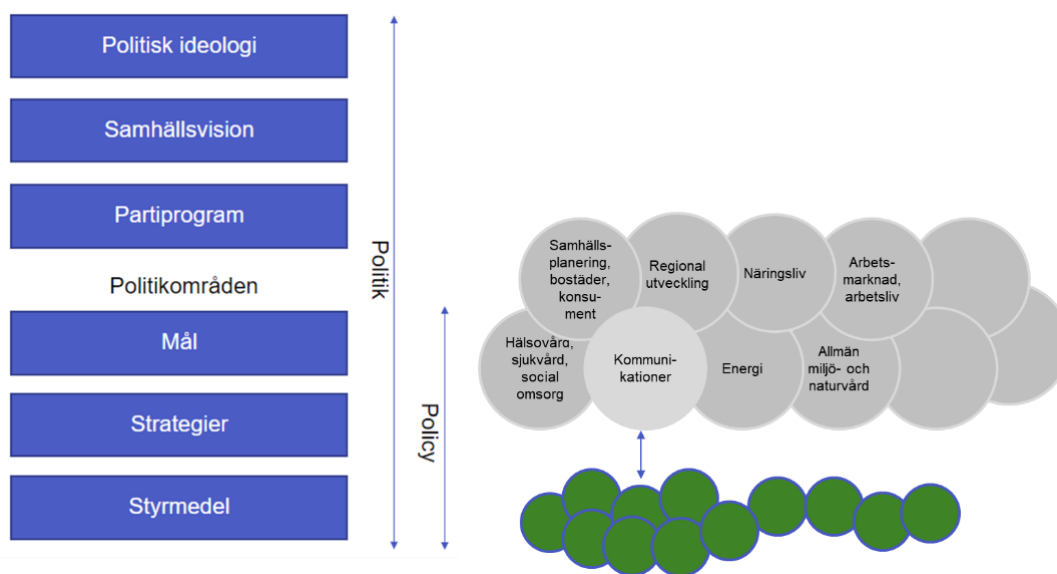 Politisk ideologi
Samhällsvision
Partiprogram
Politikområden
Mål
Strategier
Styrmedel
Politik
Policy
Samhälls-
planering,
bostäder,
konsu-
ment
Regional
utveckling
Näringsliv
Arbets-
marknad,
arbetsliv
Hälsovård,
sjukvård,
social
omsorg
Kommuni-
kationer
Energi
Allmän
miljö- och
naturvård